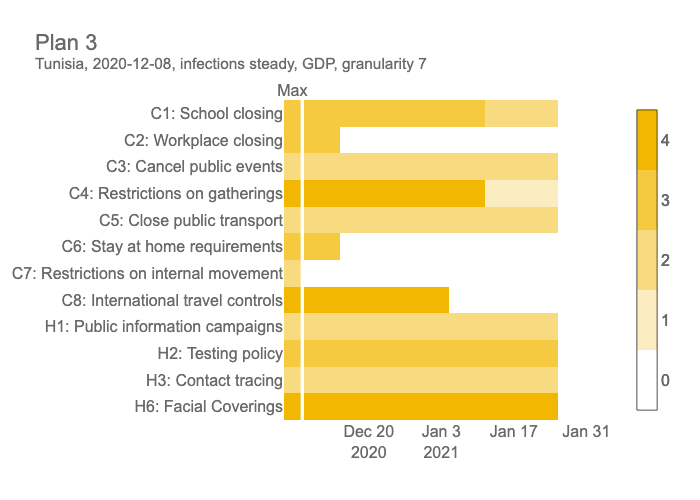 Plan 3
Tunisia, 2020-12-08, infections steady, GDP, granularity 7
Max
C1: School closing
C2: Workplace closing
C3: Cancel public events
C4: Restrictions on gatherings
C5: Close public transport
C6: Stay at home requirements
C7: Restrictions on internal movement
C8: International travel controls
H1: Public information campaigns
H2: Testing policy
H3: Contact tracing
H6: Facial Coverings
Dec 20 Jan 3 Jan 17 Jan 31
2020 2021
4
3
2
1
0